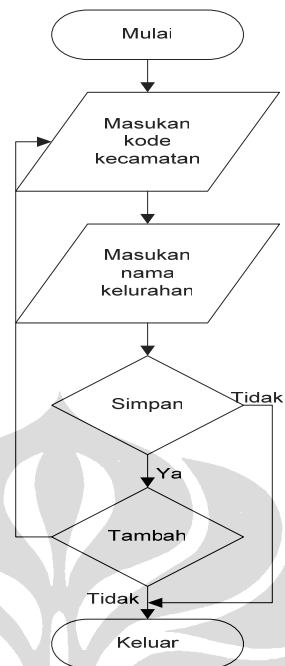 Mulai
Masukan
kode
kecamatan
Masukan
nama
kelurahan
Simpan
Tidak
Ya
Tambah
Tidak
Keluar